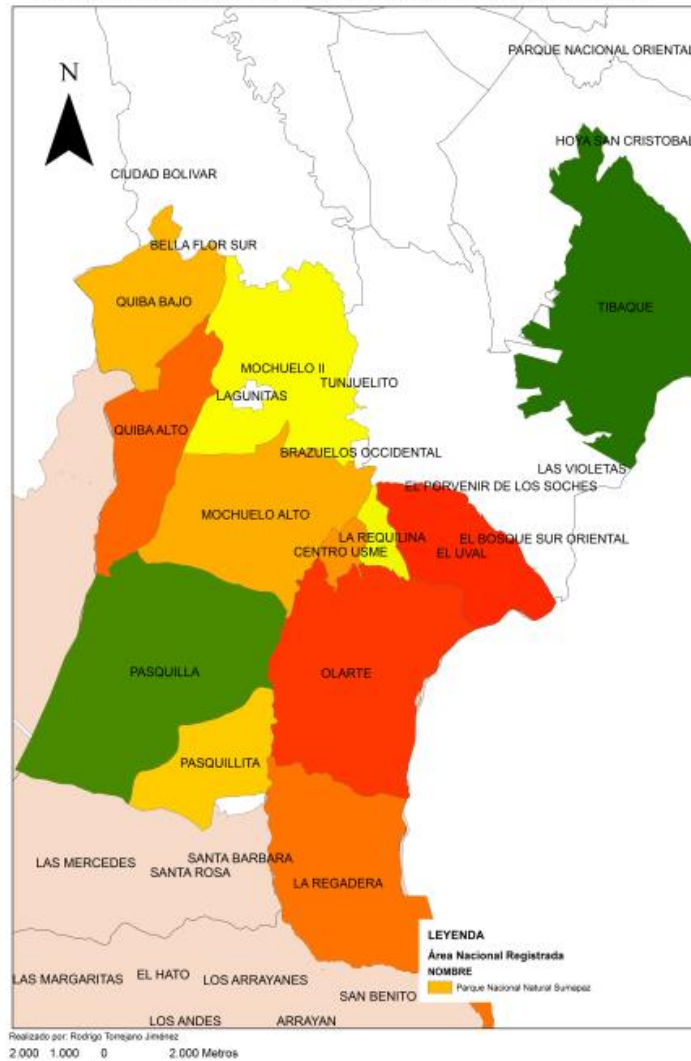 PARQUE NACIONAL ORIENTAL
N
HOYA SAN CRISTOBAL
CIUDAD BOLIVAR
BELLA FLOR SUR
QUIBA BAJO
TIBAQUE
MOCHUELO II
TUNJUELITO
LAGUNITAS
QUIBA ALTO
BRAZUELOS OCCIDENTAL
LAS VIOLETAS
EL PORVENIR DE LOS SOCHES
MOCHUELO ALTO
LA REQUILINA
EL BOSQUE SUR ORIENTAL
CENTRO USME
EL UVAL
PASQUILLA
OLARTE
PASQUILLITA
LAS MERCEDES
SANTA BARBARA
SANTA ROSA
LA REGADERA
LEYENDA
Área Nacional Registrada
NOMBRE
Parque Nacional Natural Sumapaz
LAS MARGARITAS
EL HATO
LOS ARRAYANES
SAN BENITO
LOS ANDES
ARRAYAN
Realizado por: Rodrigo Torrejano Jiménez
2.000 1.000 0 2.000 Metros